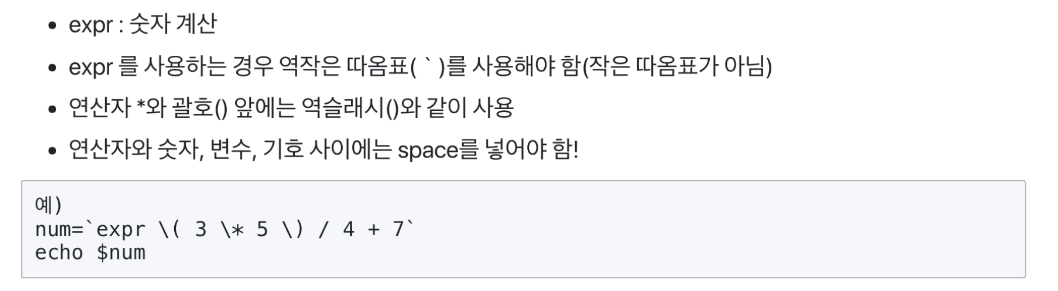 • expr : 숫자 계산
• expr 를 사용하는 경우 역작은 따옴표( ` )를 사용해야 함(작은 따옴표가 아님)
• 연산자 *와 괄호() 앞에는 역슬래시()와 같이 사용
• 연산자와 숫자, 변수, 기호 사이에는 space를 넣어야 함!
예)
num=`expr \( 3 \* 5 \) / 4 + 7`
echo $num